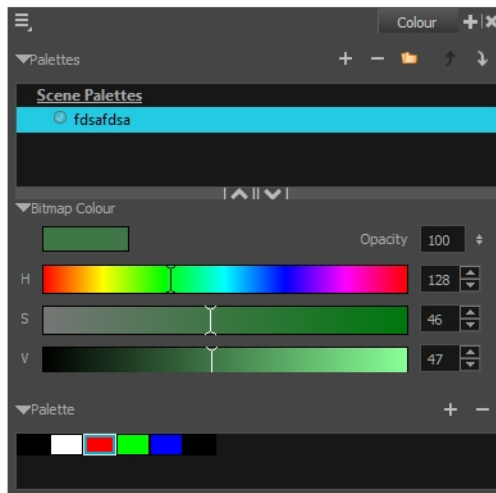 Colour
Palettes
Scene Palettes
fdsafdsa
Bitmap Colour
Opacity 100
H 128
S 46
V 47
Palette